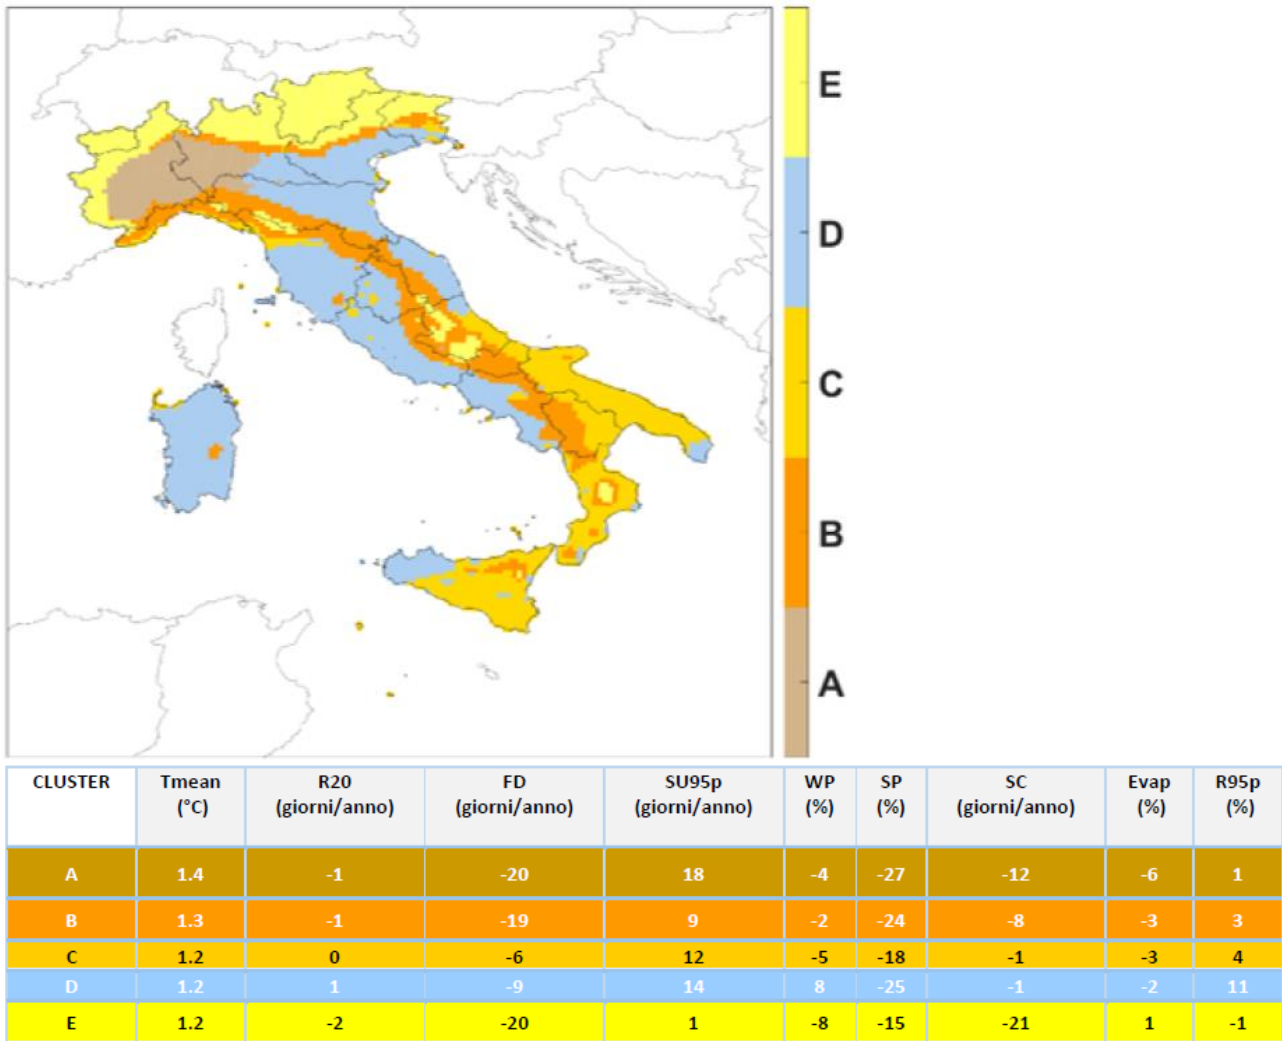 E
D
C
B
A
CLUSTER Tmean (°C) R20 (giorni/anno) FD (giorni/anno) SU95p (giorni/anno) WP (%) SP (%) SC (giorni/anno) Evap (%) R95p (%)
A 1.4 -1 -20 18 -4 -27 -12 -6 1
B 1.3 -1 -19 9 -2 -24 -8 -3 3
C 1.2 0 -6 12 -5 -18 -1 -3 4
D 1.2 1 -9 14 8 -25 -1 -2 11
E 1.2 -2 -20 1 -8 -15 -21 1 -1